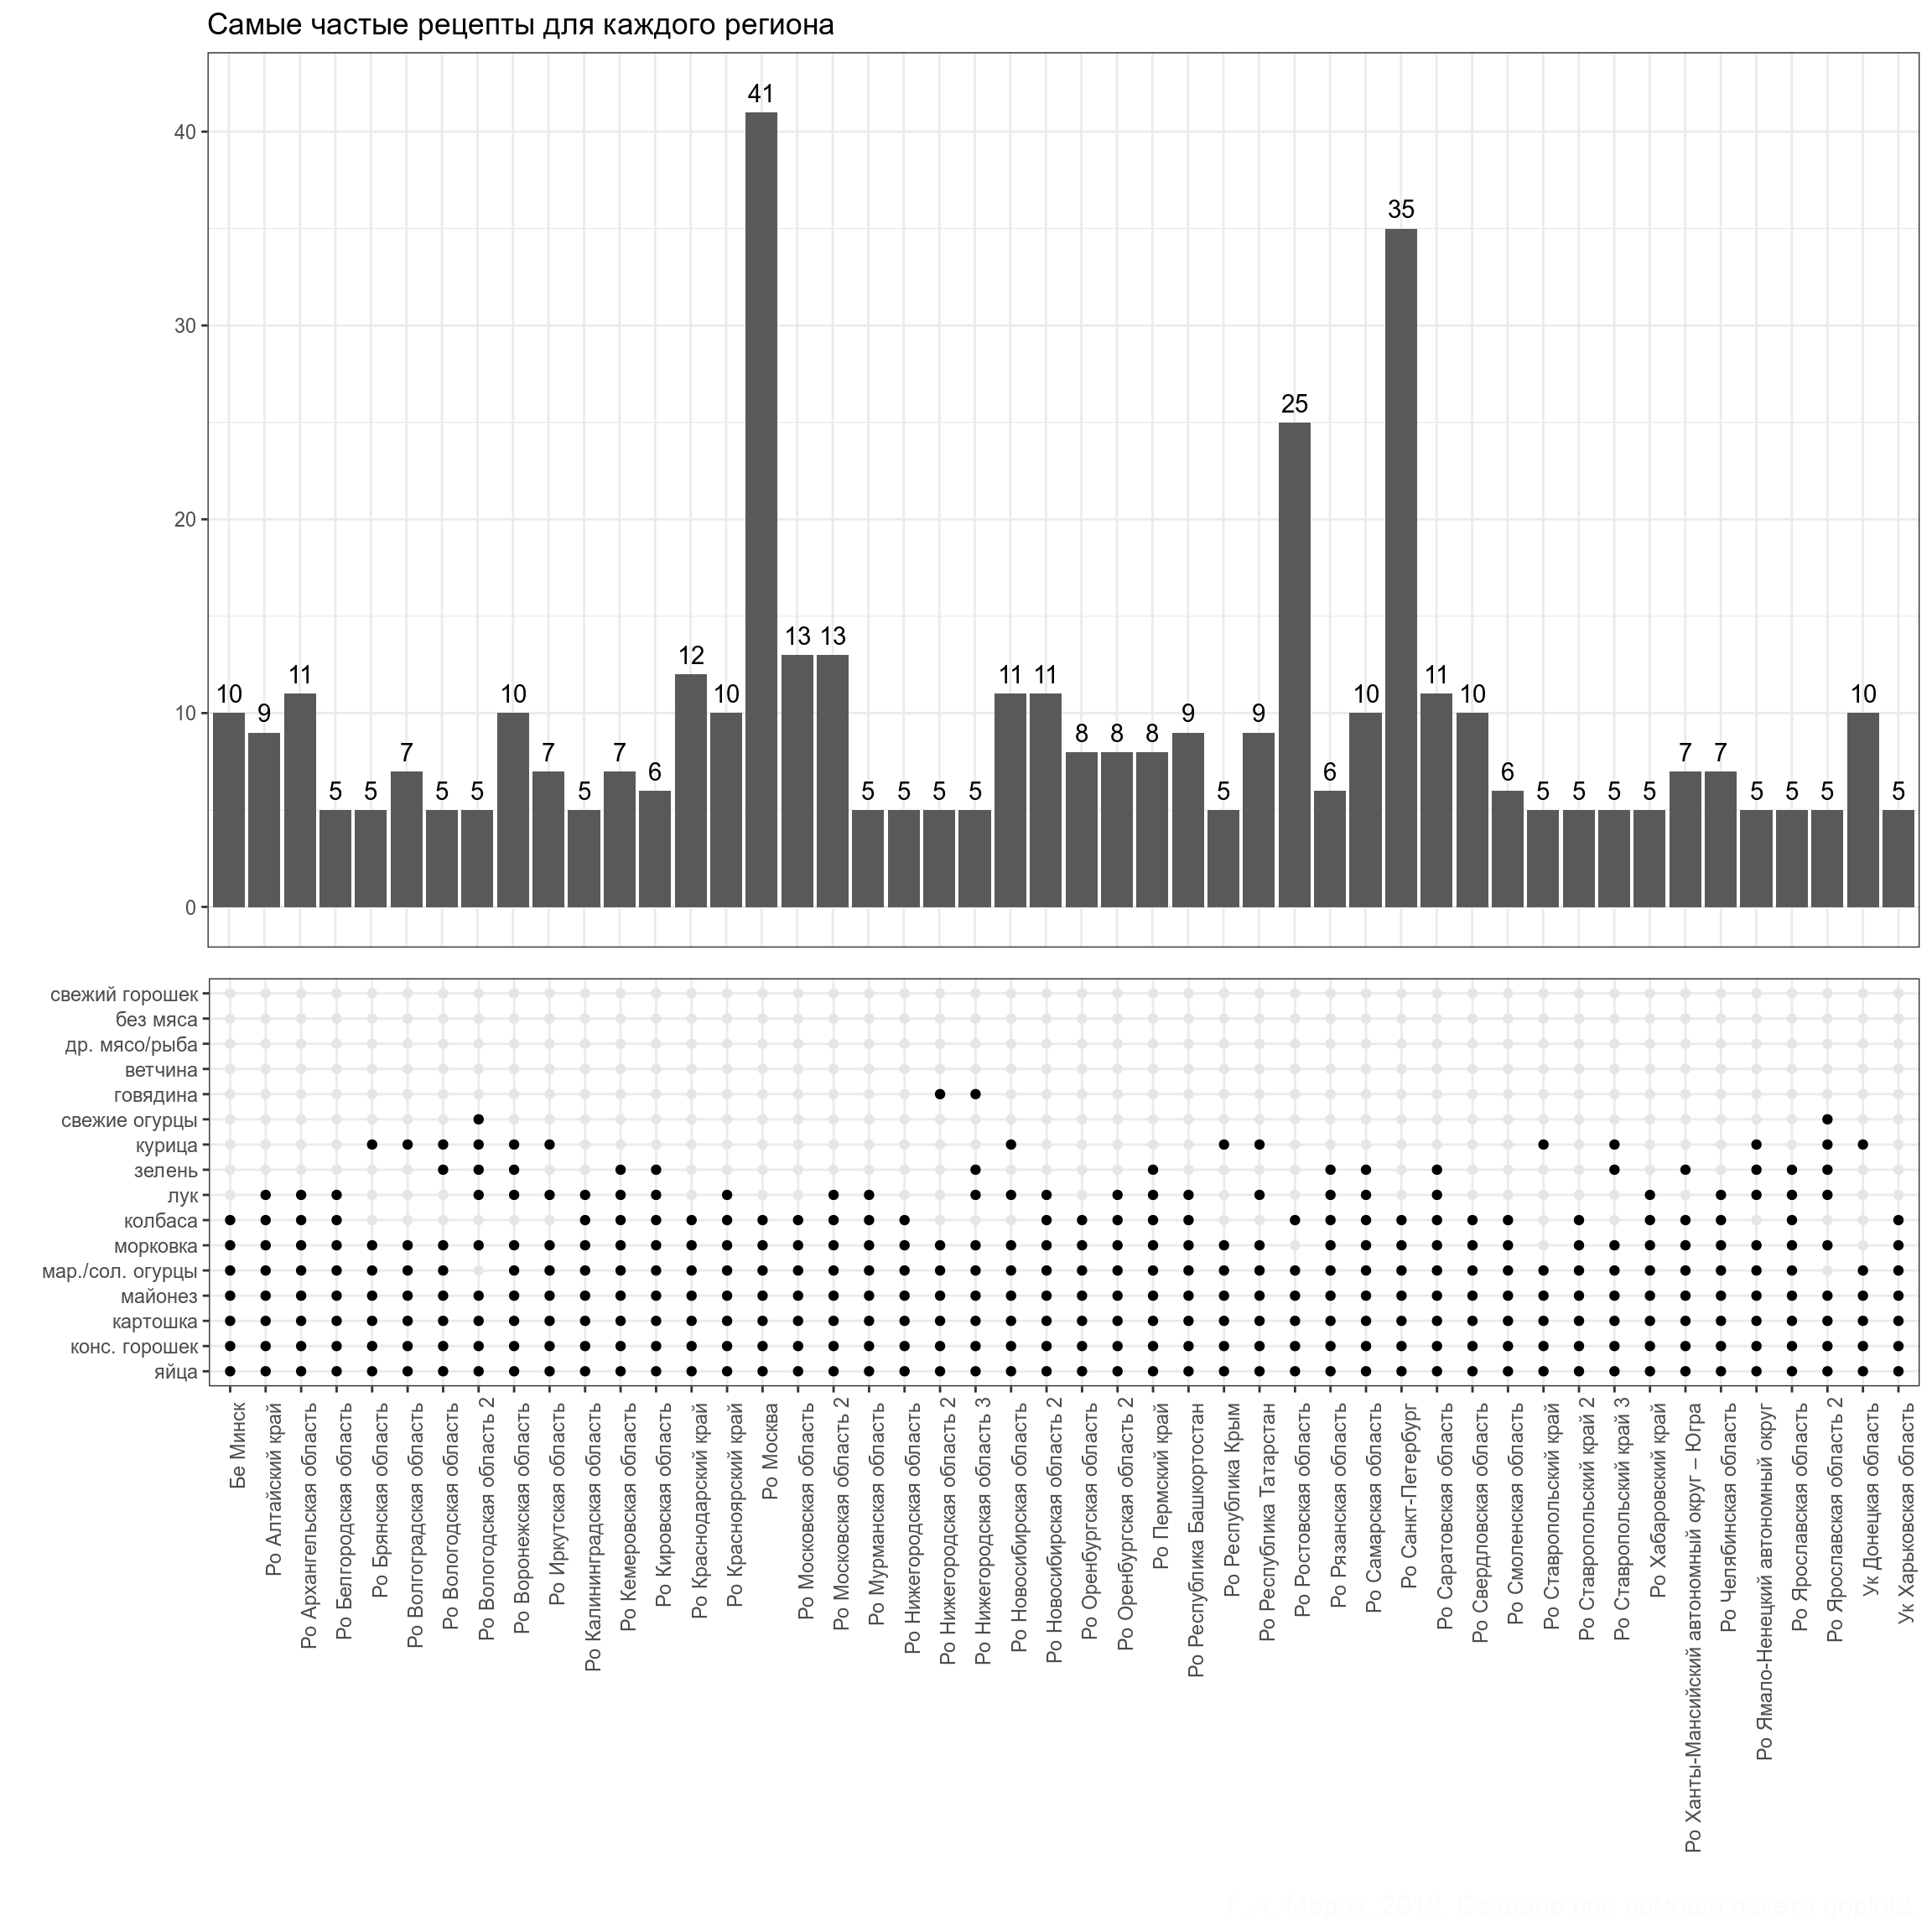 Самые частые рецепты для каждого региона
41
40
35
30
25
20
13 13
12
11 11 11 11
10 10 10 10 10 10
10
9 9 9
8 8 8
7 7 7 7 7
6 6 6
5 5 5 5 5 5 5 5 5 5 5 5 5 5 5 5 5 5
0
свежий горошек
без мяса
др. мясо/рыба
ветчина
говядина
свежие огурцы
курица
зелень
лук
колбаса
морковка
мар./сол. огурцы
майонез
картошка
конс. горошек
яйца
Бе Минск
Ро Алтайский край
Ро Архангельская область
Ро Белгородская область
Ро Брянская область
Ро Волгоградская область
Ро Вологодская область
Ро Вологодская область 2
Ро Воронежская область
Ро Иркутская область
Ро Калининградская область
Ро Кемеровская область
Ро Кировская область
Ро Краснодарский край
Ро Красноярский край
Ро Москва
Ро Московская область
Ро Московская область 2
Ро Мурманская область
Ро Нижегородская область
Ро Нижегородская область 2
Ро Нижегородская область 3
Ро Новосибирская область
Ро Новосибирская область 2
Ро Оренбургская область
Ро Оренбургская область 2
Ро Пермский край
Ро Республика Башкортостан
Ро Республика Крым
Ро Республика Татарстан
Ро Ростовская область
Ро Рязанская область
Ро Самарская область
Ро Санкт-Петербург
Ро Саратовская область
Ро Свердловская область
Ро Смоленская область
Ро Ставропольский край
Ро Ставропольский край 2
Ро Ставропольский край 3
Ро Хабаровский край
Ро Ханты-Мансийский автономный округ – Югра
Ро Челябинская область
Ро Ямало-Ненецкий автономный округ
Ро Ярославская область
Ро Ярославская область 2
Ук Донецкая область
Ук Харьковская область